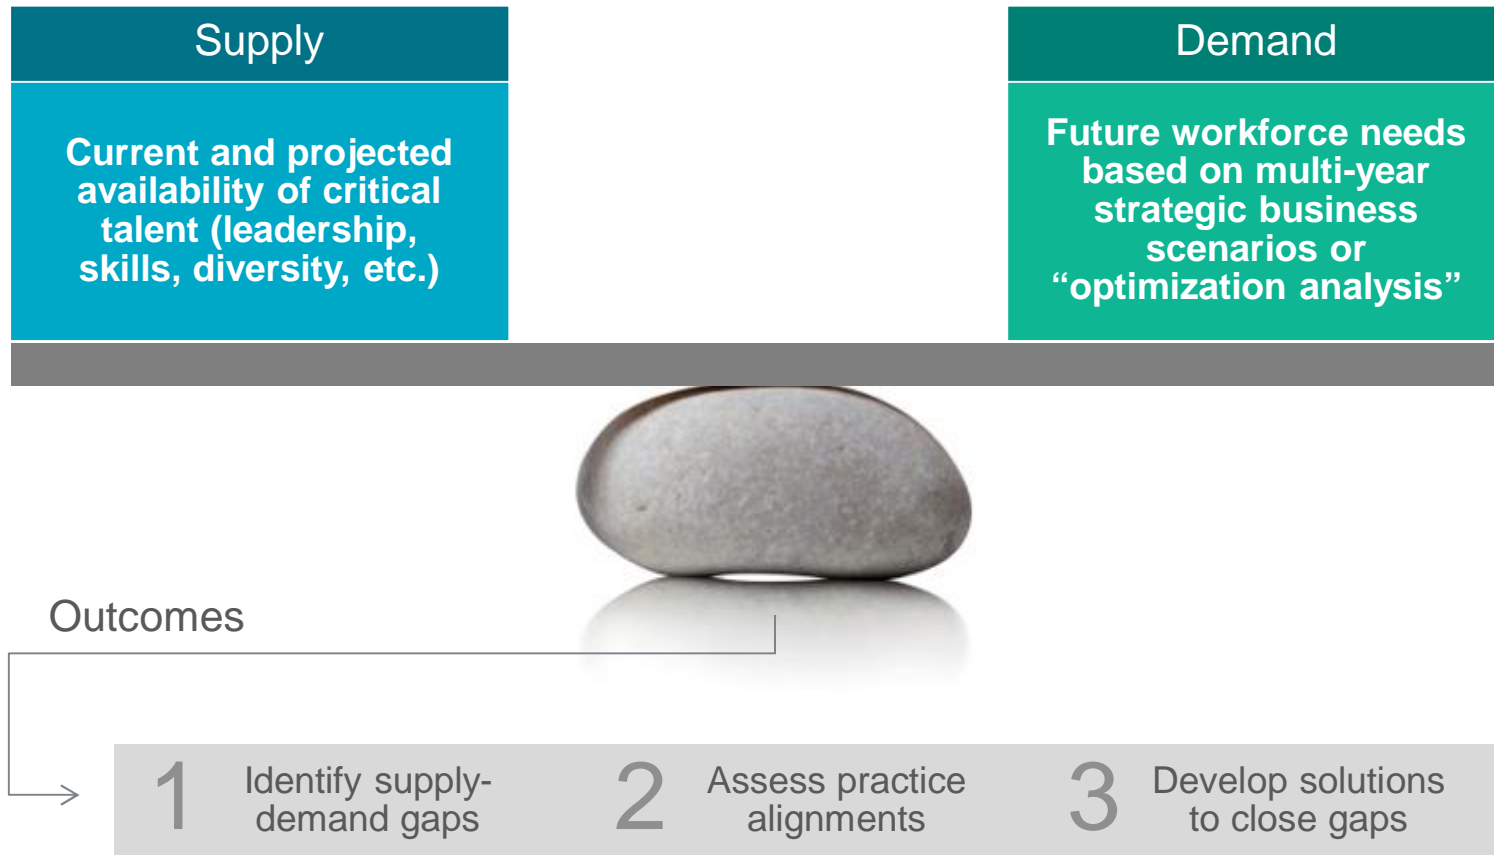 Supply
Current and projected
availability of critical
talent (leadership,
skills, diversity, etc.)
Demand
Future workforce needs
based on multi-year
strategic business
scenarios or
“optimization analysis”
Outcomes
1
Identify supply-
demand gaps
2
Assess practice
alignments
3
Develop solutions
to close gaps